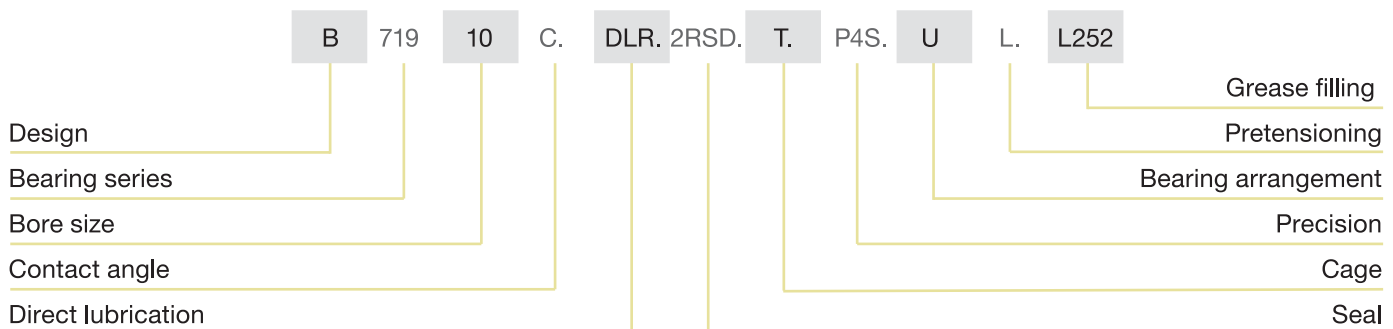 B 719 10 C. DLR. 2RSD. T. P4S. U L. L252
Grease filling
Design Pretensioning
Bearing series Bearing arrangement
Bore size Precision
Contact angle Cage
Direct lubrication Seal